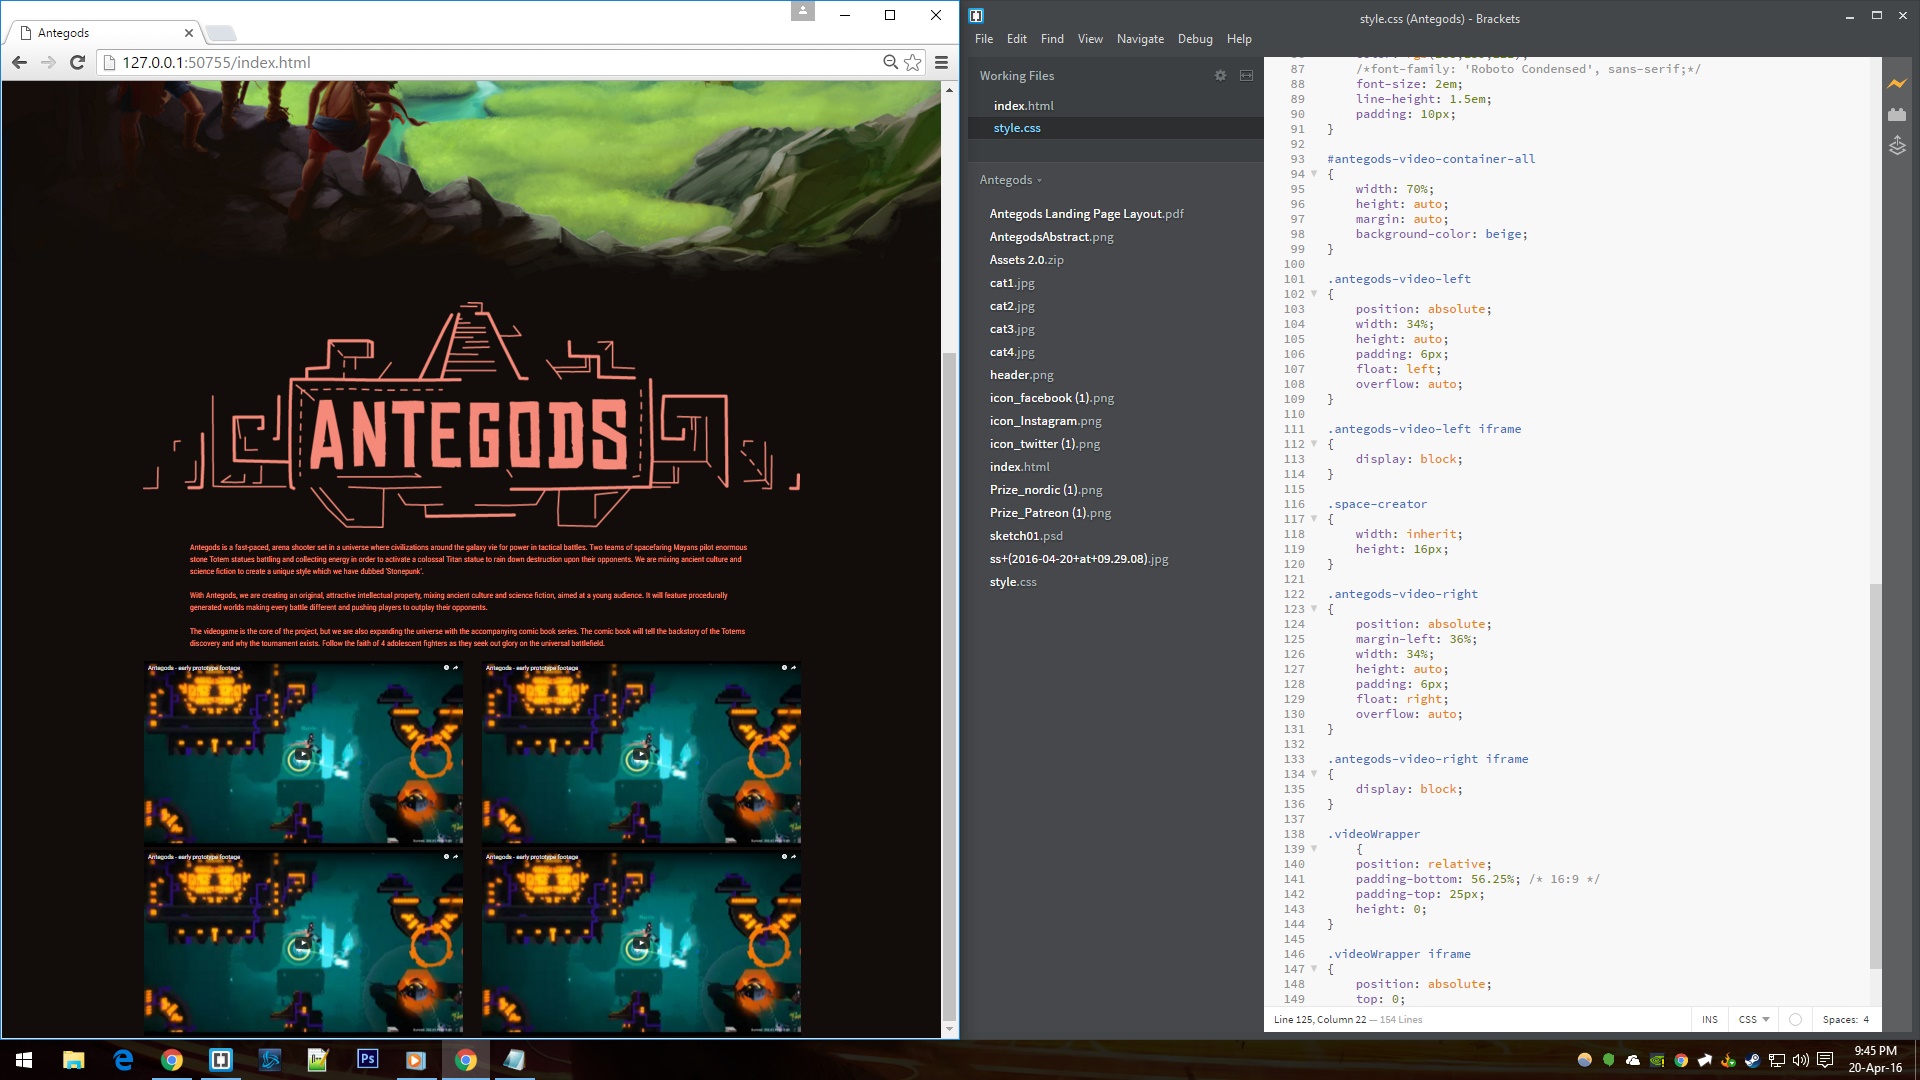 Antegods
127.0.0.1:50755/index.html
ANTEGODS
Antegods is a fast-paced, arena shooter set in a universe where civilizations around the galaxy vie for power in tactical battles. Two teams of spacefaring Mayans pilot enormous
stone Totem statues battling and collecting energy in order to activate a colossal Titan statue to rain down destruction upon their opponents. We are mixing ancient culture and
science fiction to create a unique style which we have dubbed 'Stonepunk'.
With Antegods, we are creating an original, attractive intellectual property, mixing ancient culture and science fiction, aimed at a young audience. It will feature procedurally
generated worlds making every battle different and pushing players to outplay their opponents.
The videogame is the core of the project, but we are also expanding the universe with the accompanying comic book series. The comic book will tell the backstory of the Totems
discovery and why the tournament exists. Follow the faith of 4 adolescent fighters as they seek out glory on the universal battlefield.
Antegods - early prototype footage
Antegods - early prototype footage
Antegods - early prototype footage
Antegods - early prototype footage
style.css (Antegods) - Brackets
File Edit Find View Navigate Debug Help
Working Files
index.html
style.css
Antegods
Antegods Landing Page Layout.pdf
AntegodsAbstract.png
Assets 2.0.zip
cat1.jpg
cat2.jpg
cat3.jpg
cat4.jpg
header.png
icon_facebook (1).png
icon_Instagram.png
icon_twitter (1).png
index.html
Prize_nordic (1).png
Prize_Patreon (1).png
sketch01.psd
ss+(2016-04-20+at+09.29.08).jpg
style.css
87 /*font-family: 'Roboto Condensed', sans-serif;*/
88 font-size: 2em;
89 line-height: 1.5em;
90 padding: 10px;
91 }
92
93 #antegods-video-container-all
94 {
95 width: 70%;
96 height: auto;
97 margin: auto;
98 background-color: beige;
99 }
100
101 .antegods-video-left
102 {
103 position: absolute;
104 width: 34%;
105 height: auto;
106 padding: 6px;
107 float: left;
108 overflow: auto;
109 }
110
111 .antegods-video-left iframe
112 {
113 display: block;
114 }
115
116 .space-creator
117 {
118 width: inherit;
119 height: 16px;
120 }
121
122 .antegods-video-right
123 {
124 position: absolute;
125 margin-left: 36%;
126 width: 34%;
127 height: auto;
128 padding: 6px;
129 float: right;
130 overflow: auto;
131 }
132
133 .antegods-video-right iframe
134 {
135 display: block;
136 }
137
138 .videoWrapper
139 {
140 position: relative;
141 padding-bottom: 56.25%; /* 16:9 */
142 padding-top: 25px;
143 height: 0;
144 }
145
146 .videoWrapper iframe
147 {
148 position: absolute;
149 top: 0;
Line 125, Column 22 — 154 Lines
INS CSS Spaces: 4
Ps
9:45 PM
20-Apr-16